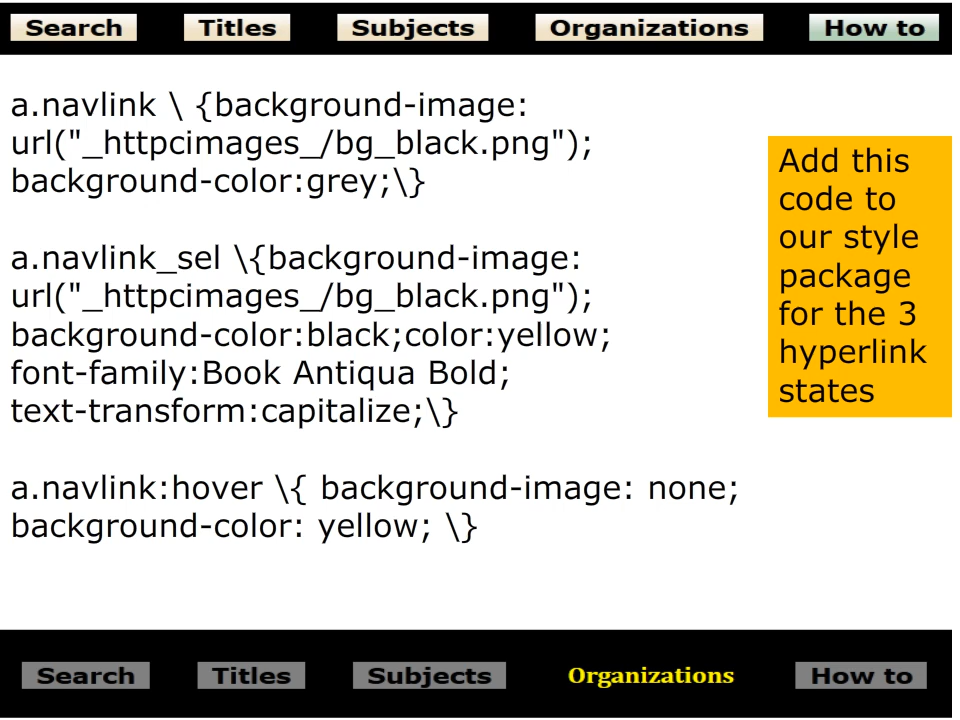 Search Titles Subjects Organizations How to
a.navlink \ {background-image:
url("_httpcimages_/bg_black.png");
background-color:grey;\}
a.navlink_sel \{background-image:
url("_httpcimages_/bg_black.png");
background-color:black;color:yellow;
font-family:Book Antiqua Bold;
text-transform:capitalize;\}
a.navlink:hover \{ background-image: none;
background-color: yellow; \}
Add this
code to
our style
package
for the 3
hyperlink
states
Search Titles Subjects Organizations How to